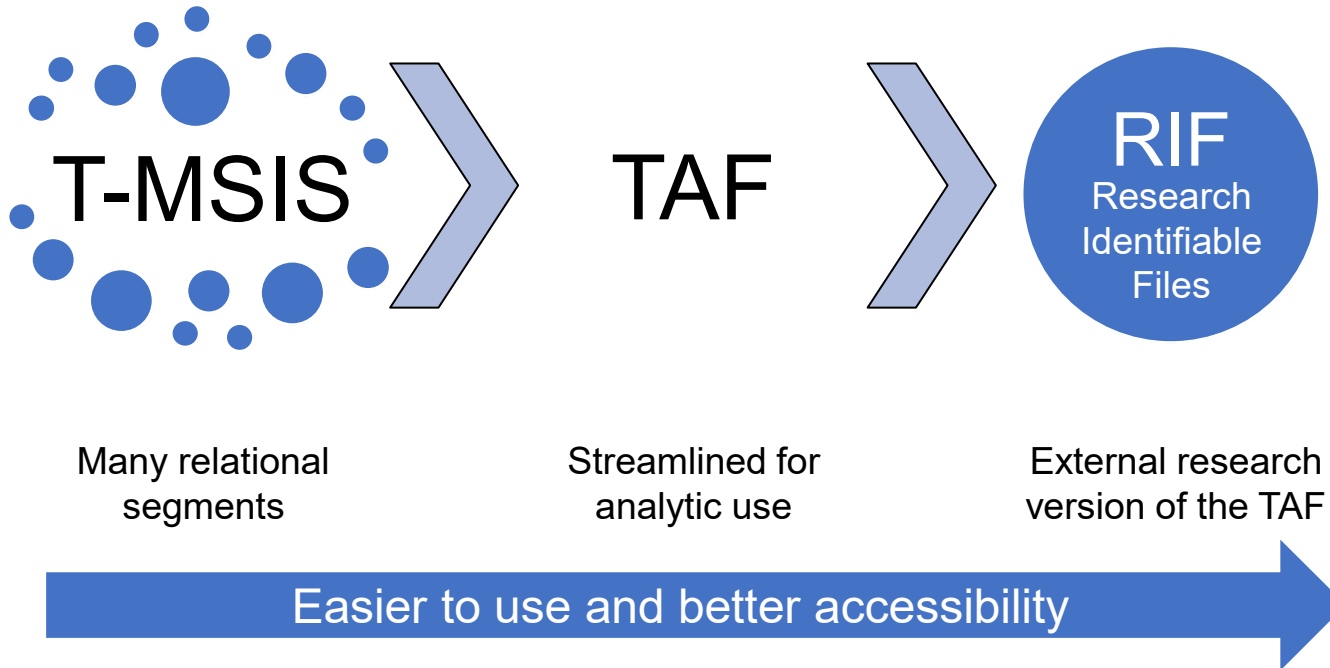 T-MSIS
TAF
RIF
Research
Identifiable
Files
Many relational
segments
Streamlined for
analytic use
External research
version of the TAF
Easier to use and better accessibility